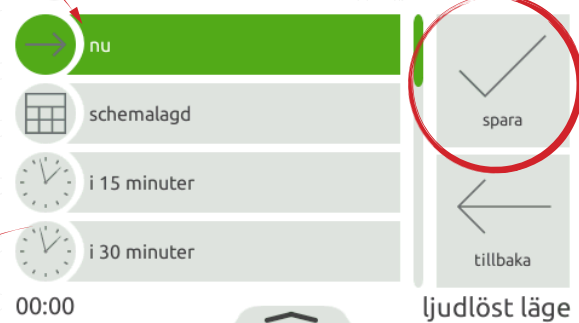 nu
schemalagd
i 15 minuter
i 30 minuter
spara
tillbaka
00:00
ljudlöst läge